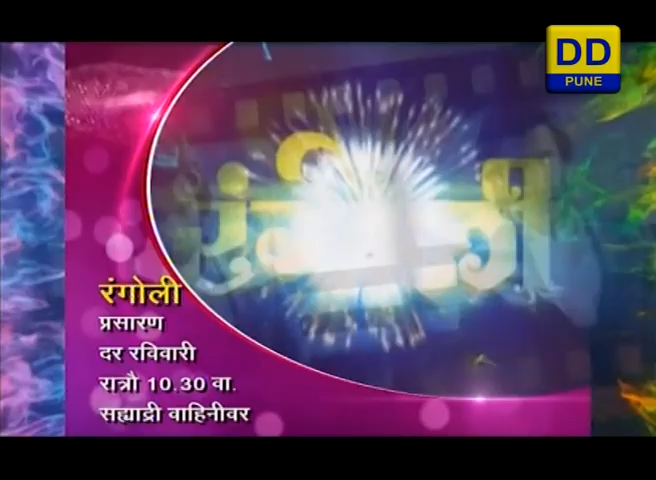 DD
PUNE
रंगोली
रंगोली
प्रसारण
दर रविवारी
रात्रौ 10.30 वा.
सह्याद्री वाहिनीवर